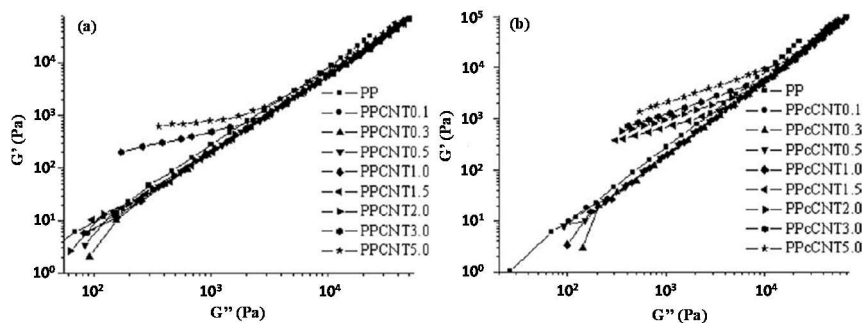 (a)
G' (Pa)
10⁴
10³
10²
10¹
10⁰
PP
PPCNT0.1
PPCNT0.3
PPCNT0.5
PPCNT1.0
PPCNT1.5
PPCNT2.0
PPCNT3.0
PPCNT5.0
10² 10³ 10⁴
G'' (Pa)
(b)
G' (Pa)
10⁵
10⁴
10³
10²
10¹
10⁰
PP
PPcCNT0.1
PPcCNT0.3
PPcCNT0.5
PPcCNT1.0
PPcCNT1.5
PPcCNT2.0
PPcCNT3.0
PPcCNT5.0
10² 10³ 10⁴
G'' (Pa)